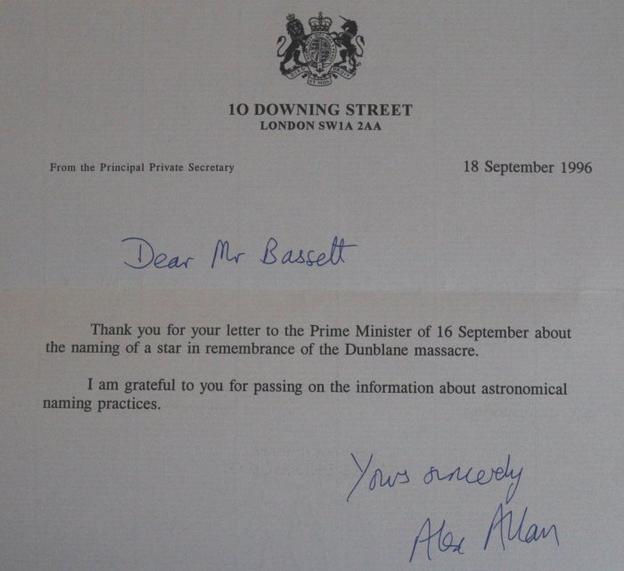 10 DOWNING STREET
LONDON SW1A 2AA
From the Principal Private Secretary
18 September 1996
Dear Mr Bassett
Thank you for your letter to the Prime Minister of 16 September about
the naming of a star in remembrance of the Dunblane massacre.
I am grateful to you for passing on the information about astronomical
naming practices.
Yours sincerely
Alex Allan